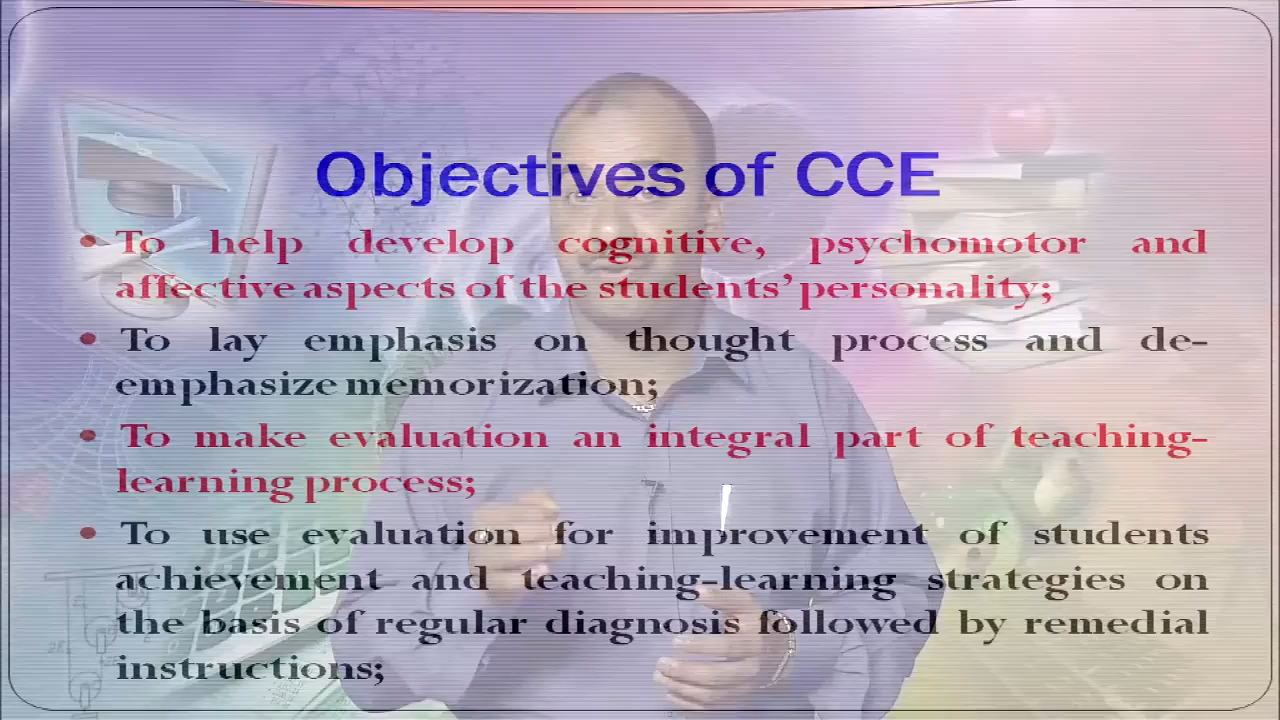 Objectives of CCE
• To help develop cognitive, psychomotor and
affective aspects of the students' personality;
• To lay emphasis on thought process and de-
emphasize memorization;
• To make evaluation an integral part of teaching-
learning process;
• To use evaluation for improvement of students
achievement and teaching-learning strategies on
the basis of regular diagnosis followed by remedial
instructions;